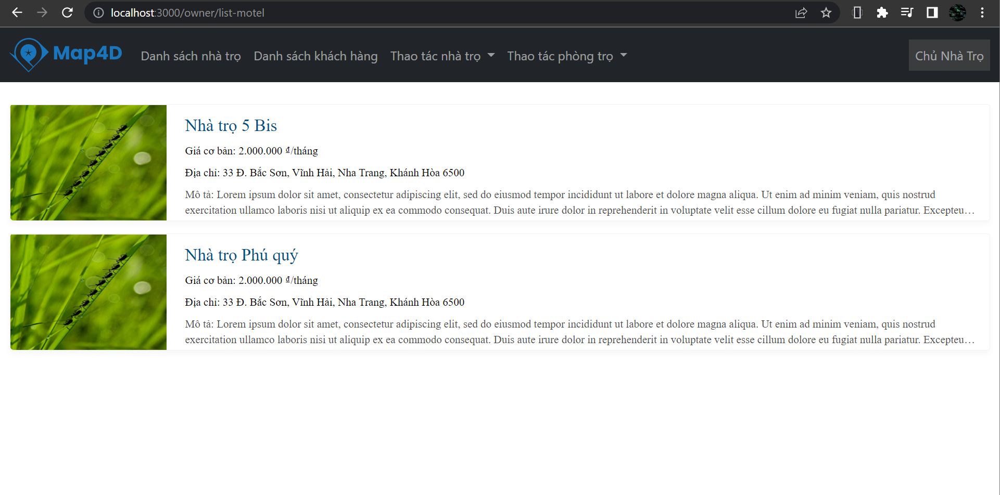 localhost:3000/owner/list-motel
Map4D Danh sách nhà trọ Danh sách khách hàng Thao tác nhà trọ Thao tác phòng trọ Chủ Nhà Trọ
Nhà trọ 5 Bis
Giá cơ bản: 2.000.000 ₫/tháng
Địa chỉ: 33 Đ. Bắc Sơn, Vĩnh Hải, Nha Trang, Khánh Hòa 6500
Mô tả: Lorem ipsum dolor sit amet, consectetur adipiscing elit, sed do eiusmod tempor incididunt ut labore et dolore magna aliqua. Ut enim ad minim veniam, quis nostrud
exercitation ullamco laboris nisi ut aliquip ex ea commodo consequat. Duis aute irure dolor in reprehenderit in voluptate velit esse cillum dolore eu fugiat nulla pariatur. Excepteu…
Nhà trọ Phú quý
Giá cơ bản: 2.000.000 ₫/tháng
Địa chỉ: 33 Đ. Bắc Sơn, Vĩnh Hải, Nha Trang, Khánh Hòa 6500
Mô tả: Lorem ipsum dolor sit amet, consectetur adipiscing elit, sed do eiusmod tempor incididunt ut labore et dolore magna aliqua. Ut enim ad minim veniam, quis nostrud
exercitation ullamco laboris nisi ut aliquip ex ea commodo consequat. Duis aute irure dolor in reprehenderit in voluptate velit esse cillum dolore eu fugiat nulla pariatur. Excepteu…